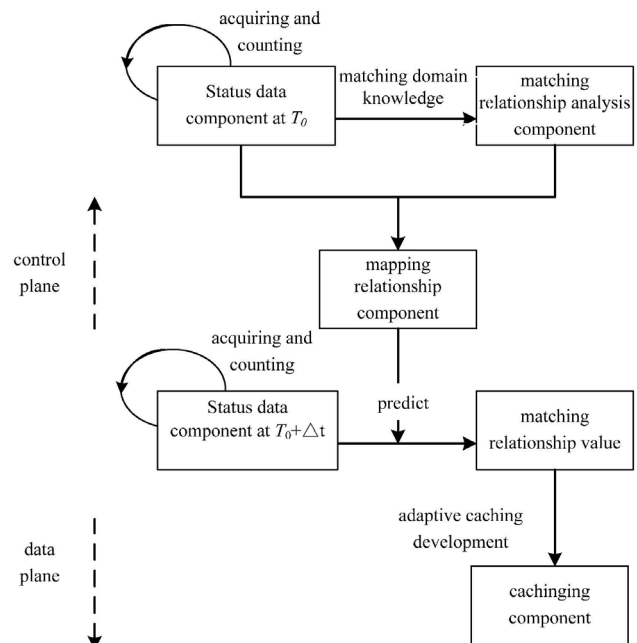 acquiring and
counting
Status data
component at T0
matching domain
knowledge
matching
relationship analysis
component
control
plane
mapping
relationship
component
acquiring and
counting
Status data
component at T0+△t
predict
matching
relationship value
adaptive caching
development
data
plane
cachinging
component